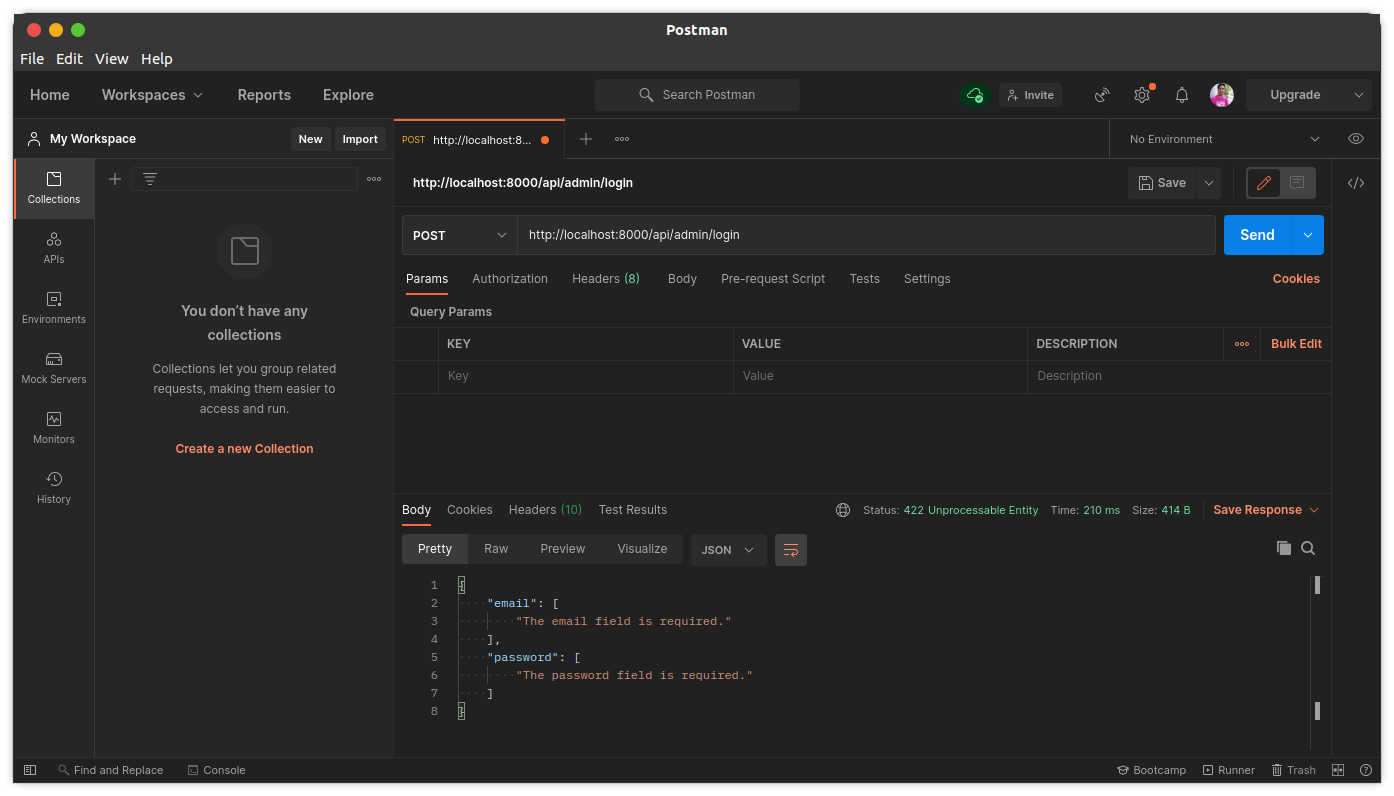 Postman
File Edit View Help
Home Workspaces Reports Explore Search Postman Invite Upgrade
My Workspace New Import POST http://localhost:8... No Environment
Collections
APIs
Environments
Mock Servers
Monitors
History
You don’t have any
collections
Collections let you group related
requests, making them easier to
access and run.
Create a new Collection
http://localhost:8000/api/admin/login Save
POST http://localhost:8000/api/admin/login Send
Params Authorization Headers (8) Body Pre-request Script Tests Settings Cookies
Query Params
KEY VALUE DESCRIPTION Bulk Edit
Key Value Description
Body Cookies Headers (10) Test Results Status: 422 Unprocessable Entity Time: 210 ms Size: 414 B Save Response
Pretty Raw Preview Visualize JSON
1 {
2 "email": [
3 "The email field is required."
4 ],
5 "password": [
6 "The password field is required."
7 ]
8 }
Find and Replace Console Bootcamp Runner Trash